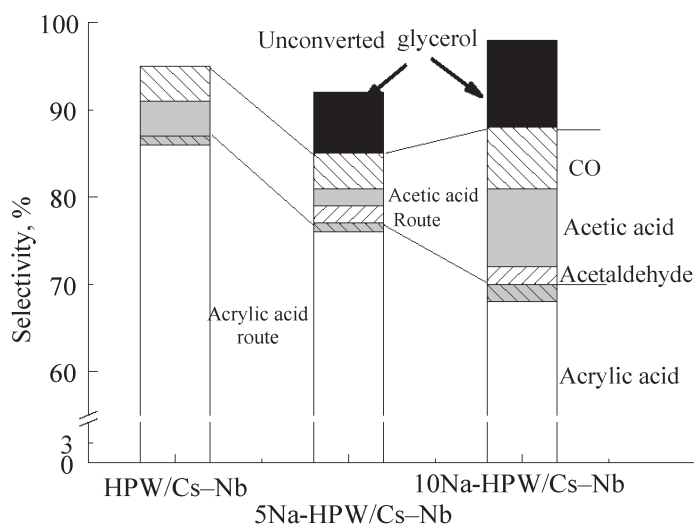 100
90
80
70
60
3
0
Selectivity, %
Unconverted glycerol
Acetic acid
Route
Acrylic acid
route
CO
Acetic acid
Acetaldehyde
Acrylic acid
HPW/Cs–Nb
5Na-HPW/Cs–Nb
10Na-HPW/Cs–Nb